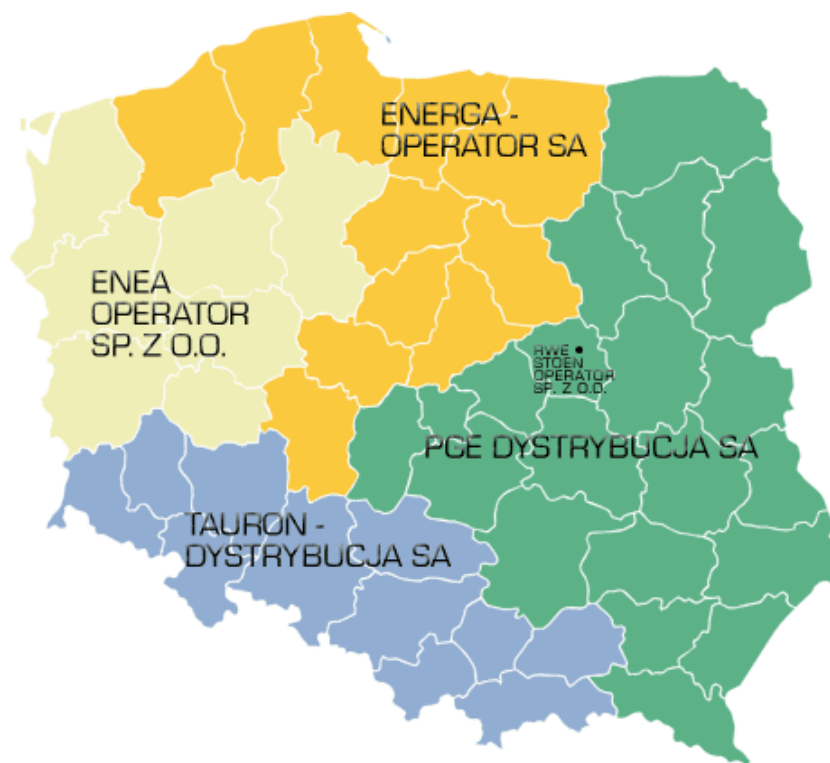 ENERGA -
OPERATOR SA
ENEA
OPERATOR
SP. Z O.O.
RWE
STOEN
OPERATOR
SP. Z O.O.
PGE DYSTRYBUCJA SA
TAURON -
DYSTRYBUCJA SA